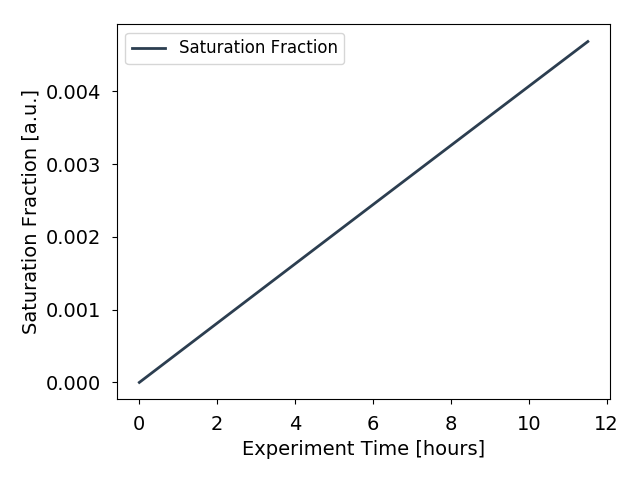 Saturation Fraction
Saturation Fraction [a.u.]
0.004
0.003
0.002
0.001
0.000
0 2 4 6 8 10 12
Experiment Time [hours]